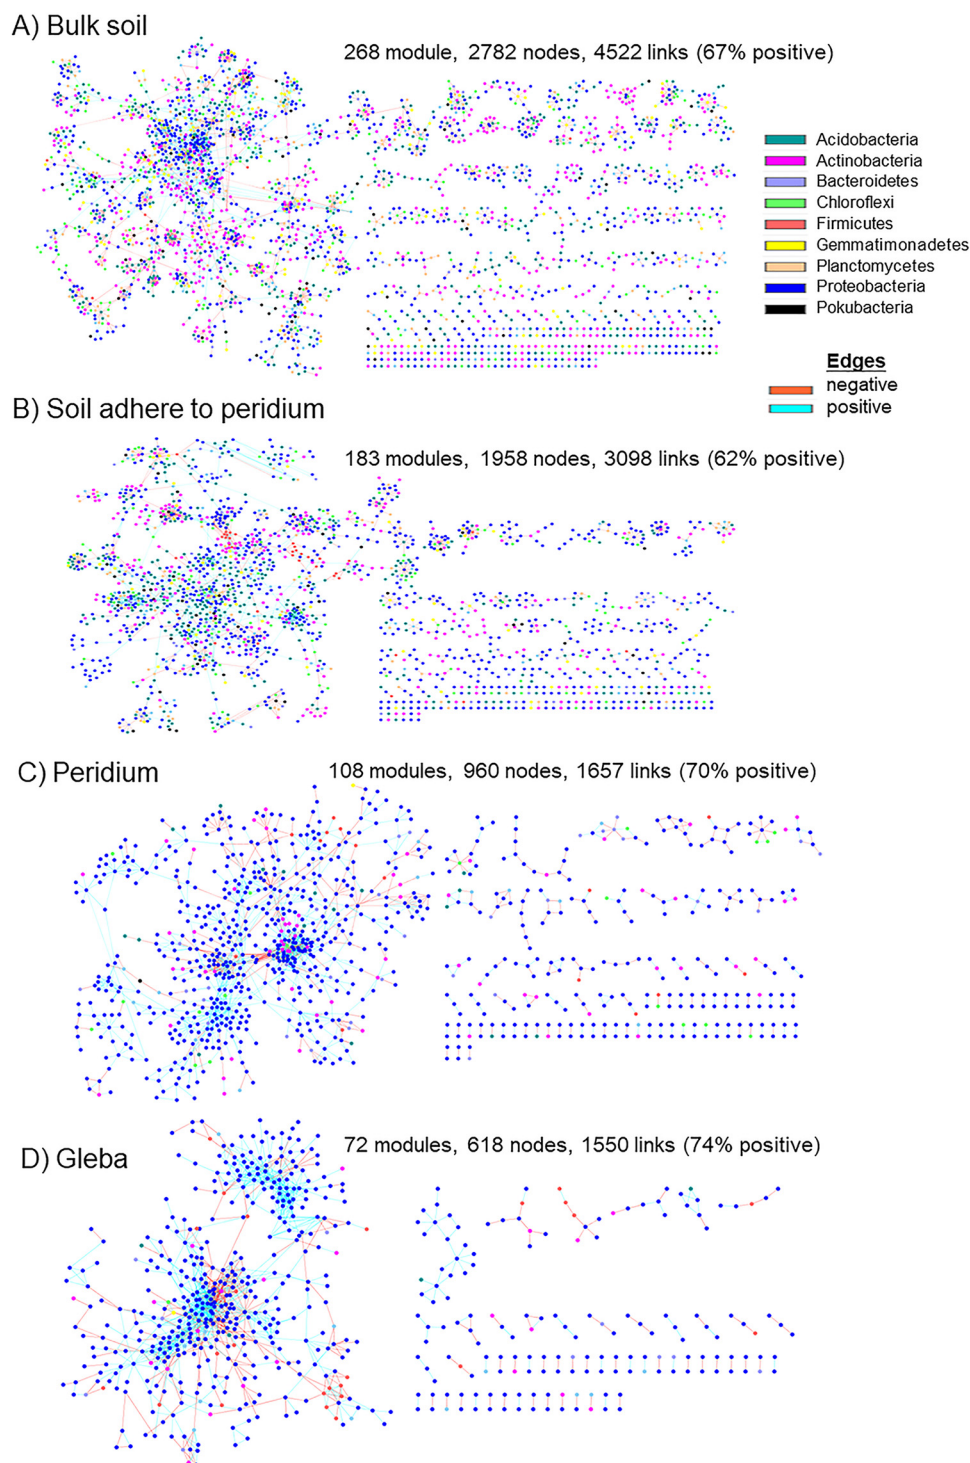 A) Bulk soil
268 module, 2782 nodes, 4522 links (67% positive)
Acidobacteria
Actinobacteria
Bacteroidetes
Chloroflexi
Firmicutes
Gemmatimonadetes
Planctomycetes
Proteobacteria
Pokubacteria
Edges
negative
positive
B) Soil adhere to peridium
183 modules, 1958 nodes, 3098 links (62% positive)
C) Peridium
108 modules, 960 nodes, 1657 links (70% positive)
D) Gleba
72 modules, 618 nodes, 1550 links (74% positive)